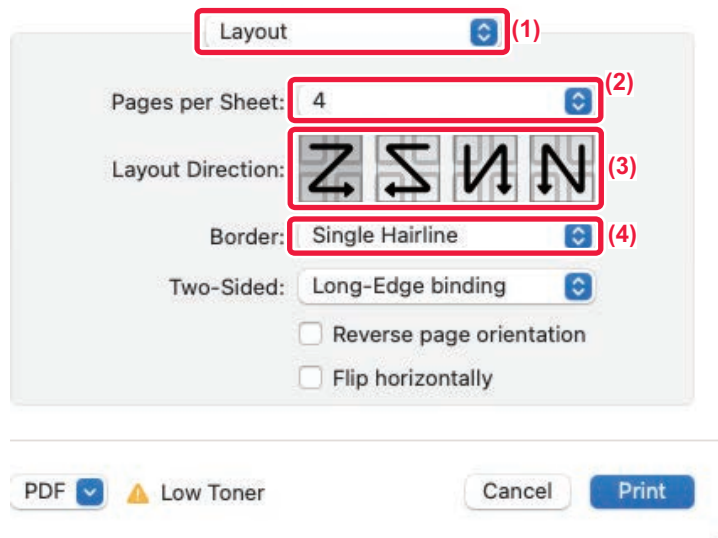 Layout (1)
Pages per Sheet: 4 (2)
Layout Direction: (3)
Border: Single Hairline (4)
Two-Sided: Long-Edge binding
Reverse page orientation
Flip horizontally
PDF Low Toner Cancel Print